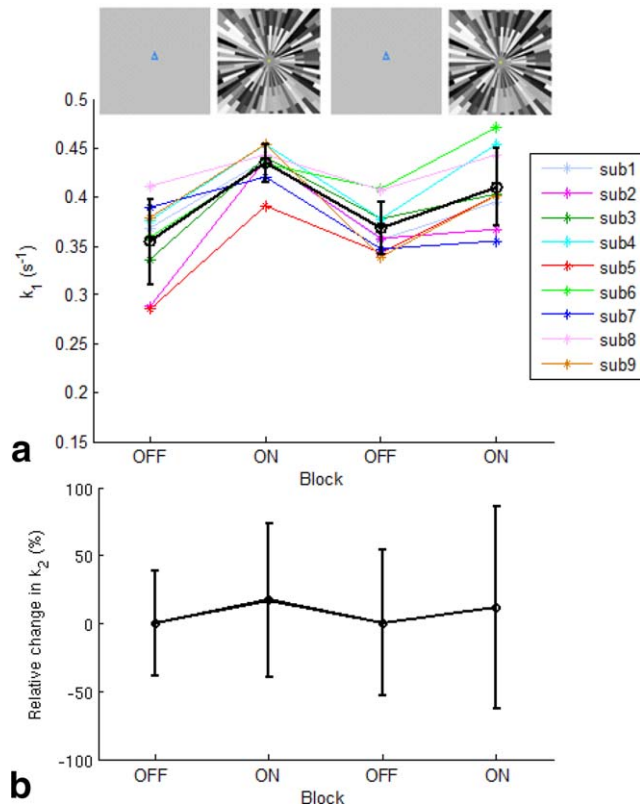 0.5
0.45
0.4
0.35
0.3
0.25
0.2
0.15
k₁ (s⁻¹)
OFF ON OFF ON
Block
sub1
sub2
sub3
sub4
sub5
sub6
sub7
sub8
sub9
a
100
50
0
-50
-100
Relative change in k₂ (%)
OFF ON OFF ON
Block
b